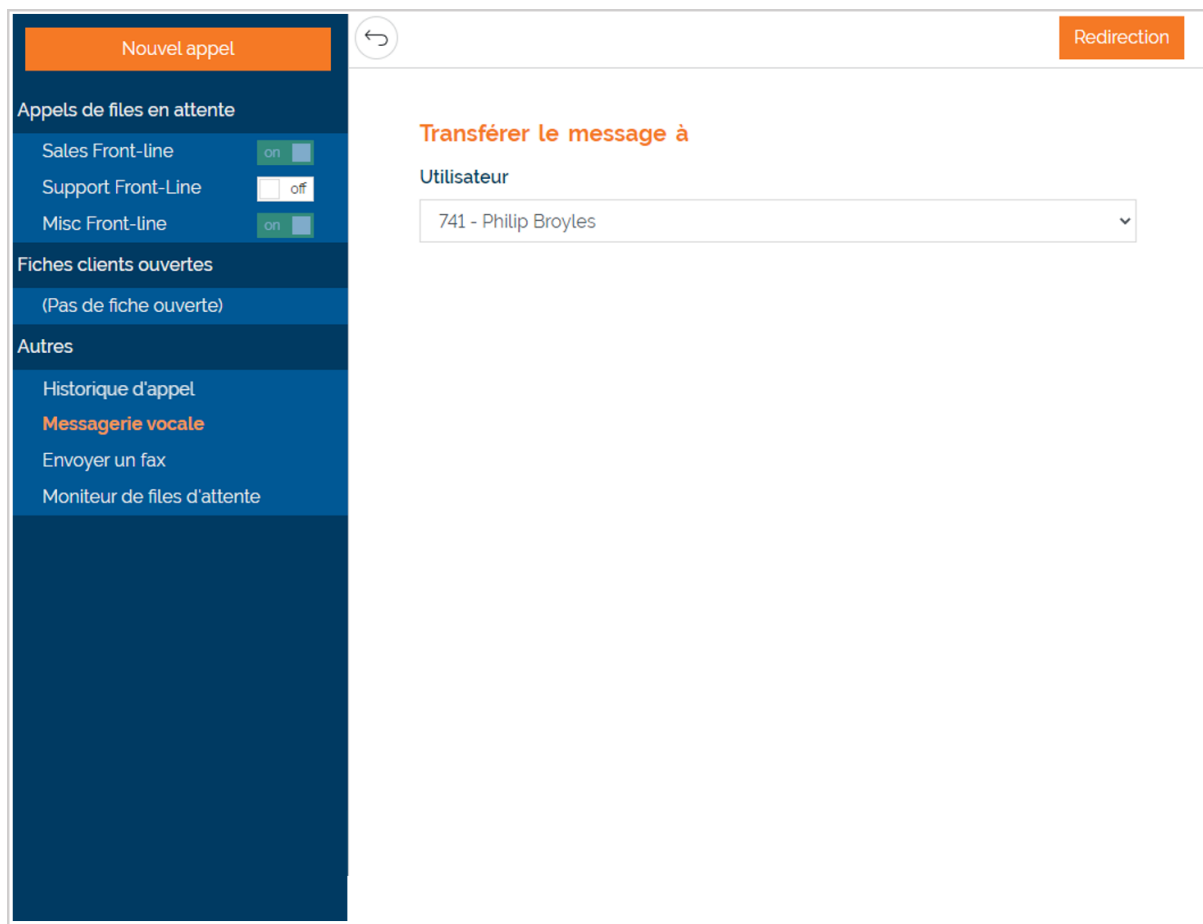 Nouvel appel
Redirection
Appels de files en attente
Sales Front-line on
Support Front-Line off
Misc Front-line on
Fiches clients ouvertes
(Pas de fiche ouverte)
Autres
Historique d'appel
Messagerie vocale
Envoyer un fax
Moniteur de files d'attente
Transférer le message à
Utilisateur
741 - Philip Broyles